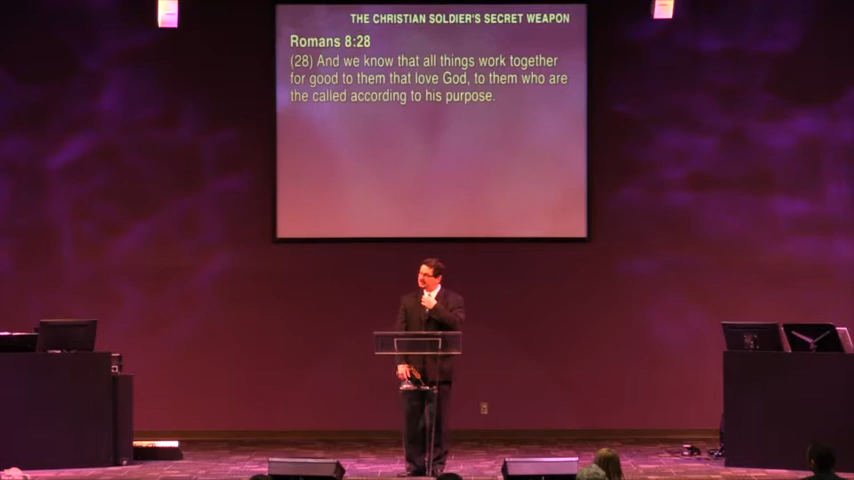 THE CHRISTIAN SOLDIER'S SECRET WEAPON
Romans 8:28
(28) And we know that all things work together
for good to them that love God, to them who are
the called according to his purpose.